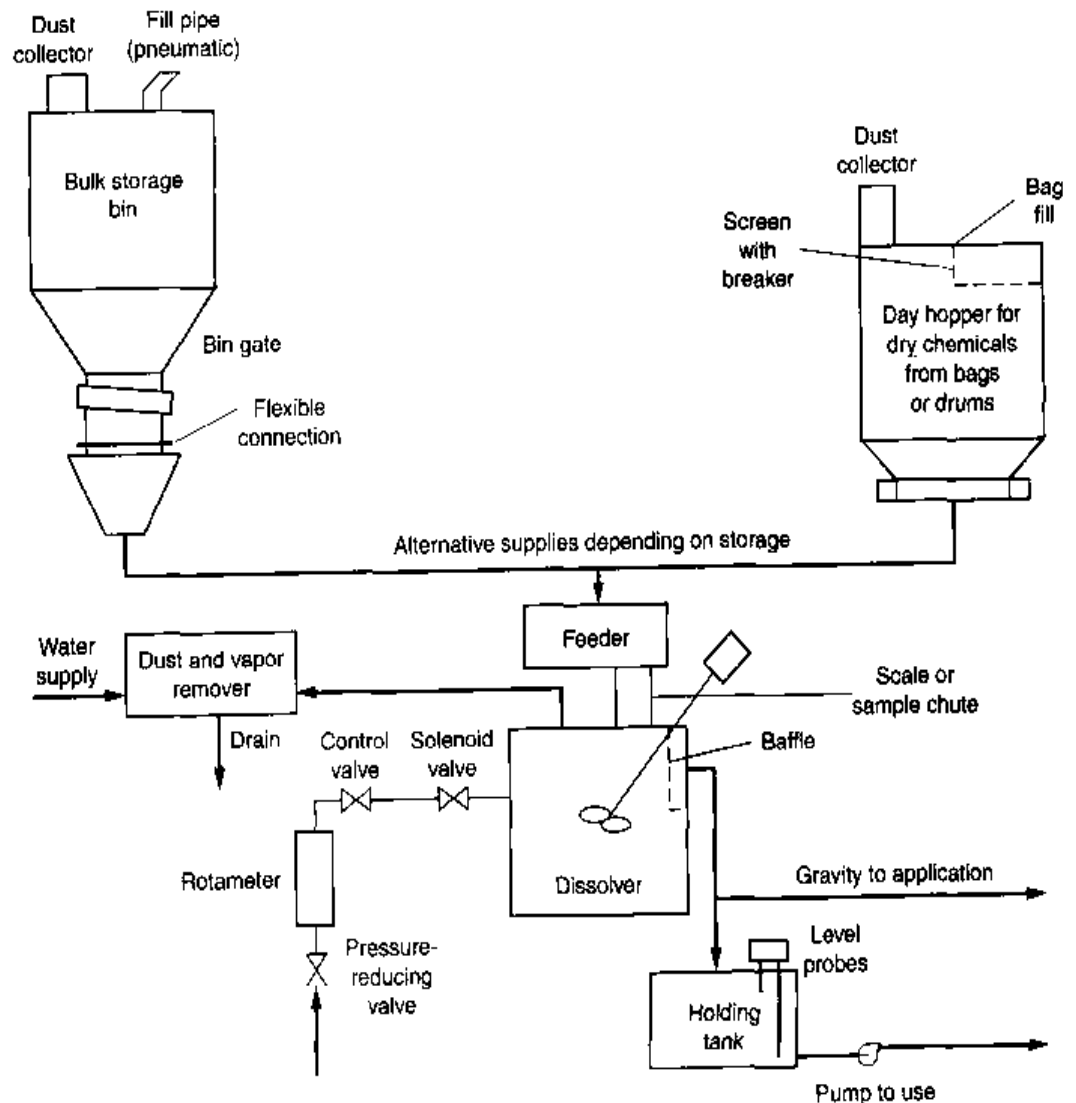 Dust
collector
Fill pipe
(pneumatic)
Bulk storage
bin
Bin gate
Flexible
connection
Dust
collector
Bag
fill
Screen
with
breaker
Day hopper for
dry chemicals
from bags
or drums
Alternative supplies depending on storage
Feeder
Water
supply
Dust and vapor
remover
Drain
Scale or
sample chute
Baffle
Control
valve
Solenoid
valve
Rotameter
Dissolver
Pressure-
reducing
valve
Gravity to application
Level
probes
Holding
tank
Pump to use